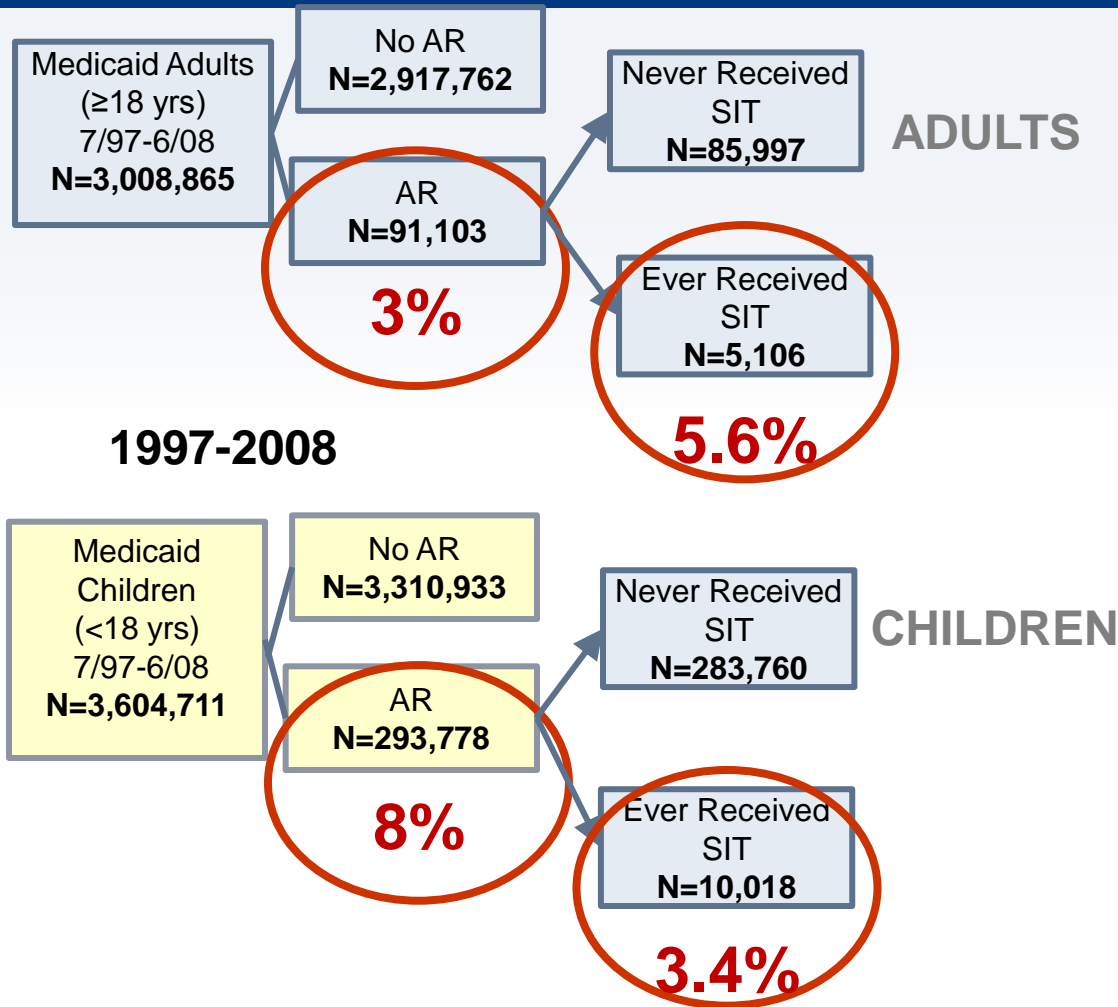 Medicaid Adults
(≥18 yrs)
7/97-6/08
N=3,008,865
No AR
N=2,917,762
AR
N=91,103
3%
Never Received
SIT
N=85,997
Ever Received
SIT
N=5,106
5.6%
ADULTS
1997-2008
Medicaid
Children
(<18 yrs)
7/97-6/08
N=3,604,711
No AR
N=3,310,933
AR
N=293,778
8%
Never Received
SIT
N=283,760
Ever Received
SIT
N=10,018
3.4%
CHILDREN